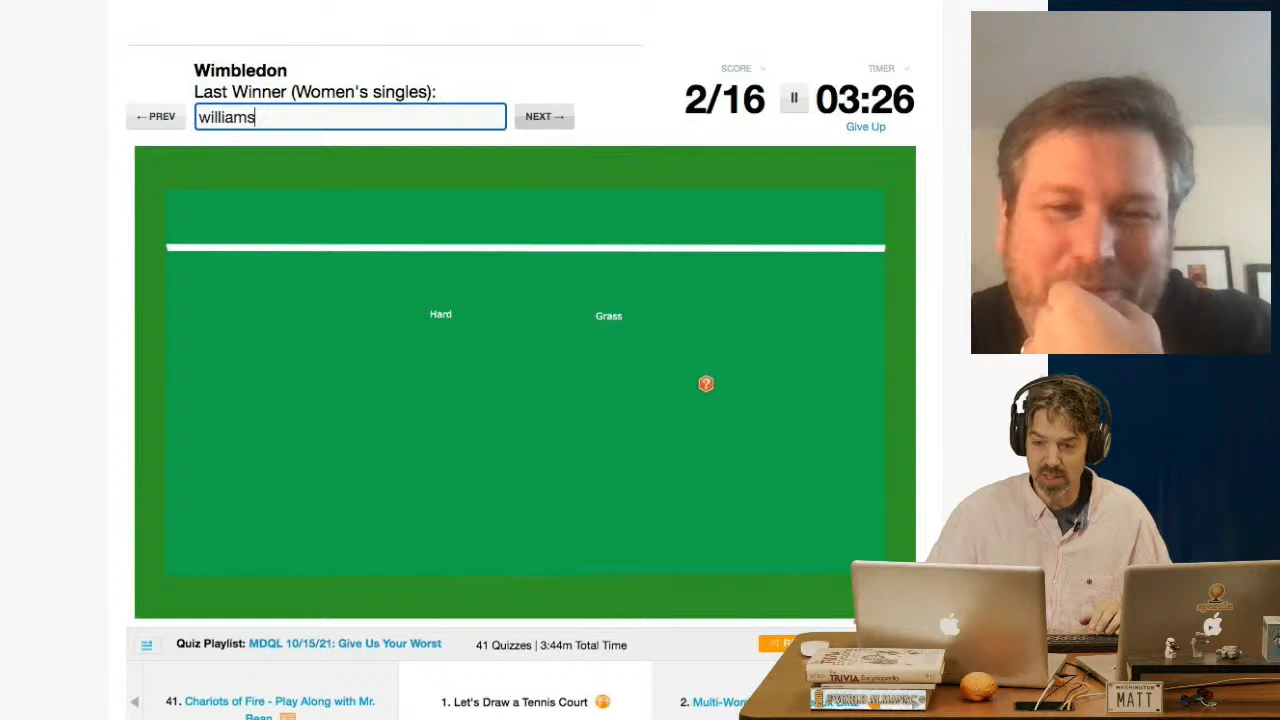 Wimbledon
Last Winner (Women's singles):
← PREV
williams
NEXT →
SCORE
2/16
TIMER
03:26
Give Up
Hard
Grass
?
Quiz Playlist: MDQL 10/15/21: Give Us Your Worst
41 Quizzes | 3:44m Total Time
41. Chariots of Fire - Play Along with Mr. Bean
1. Let's Draw a Tennis Court
2. Multi-Wor
TRIVIA Encyclopedia
WORLD ALMANAC
WASHINGTON
MATT